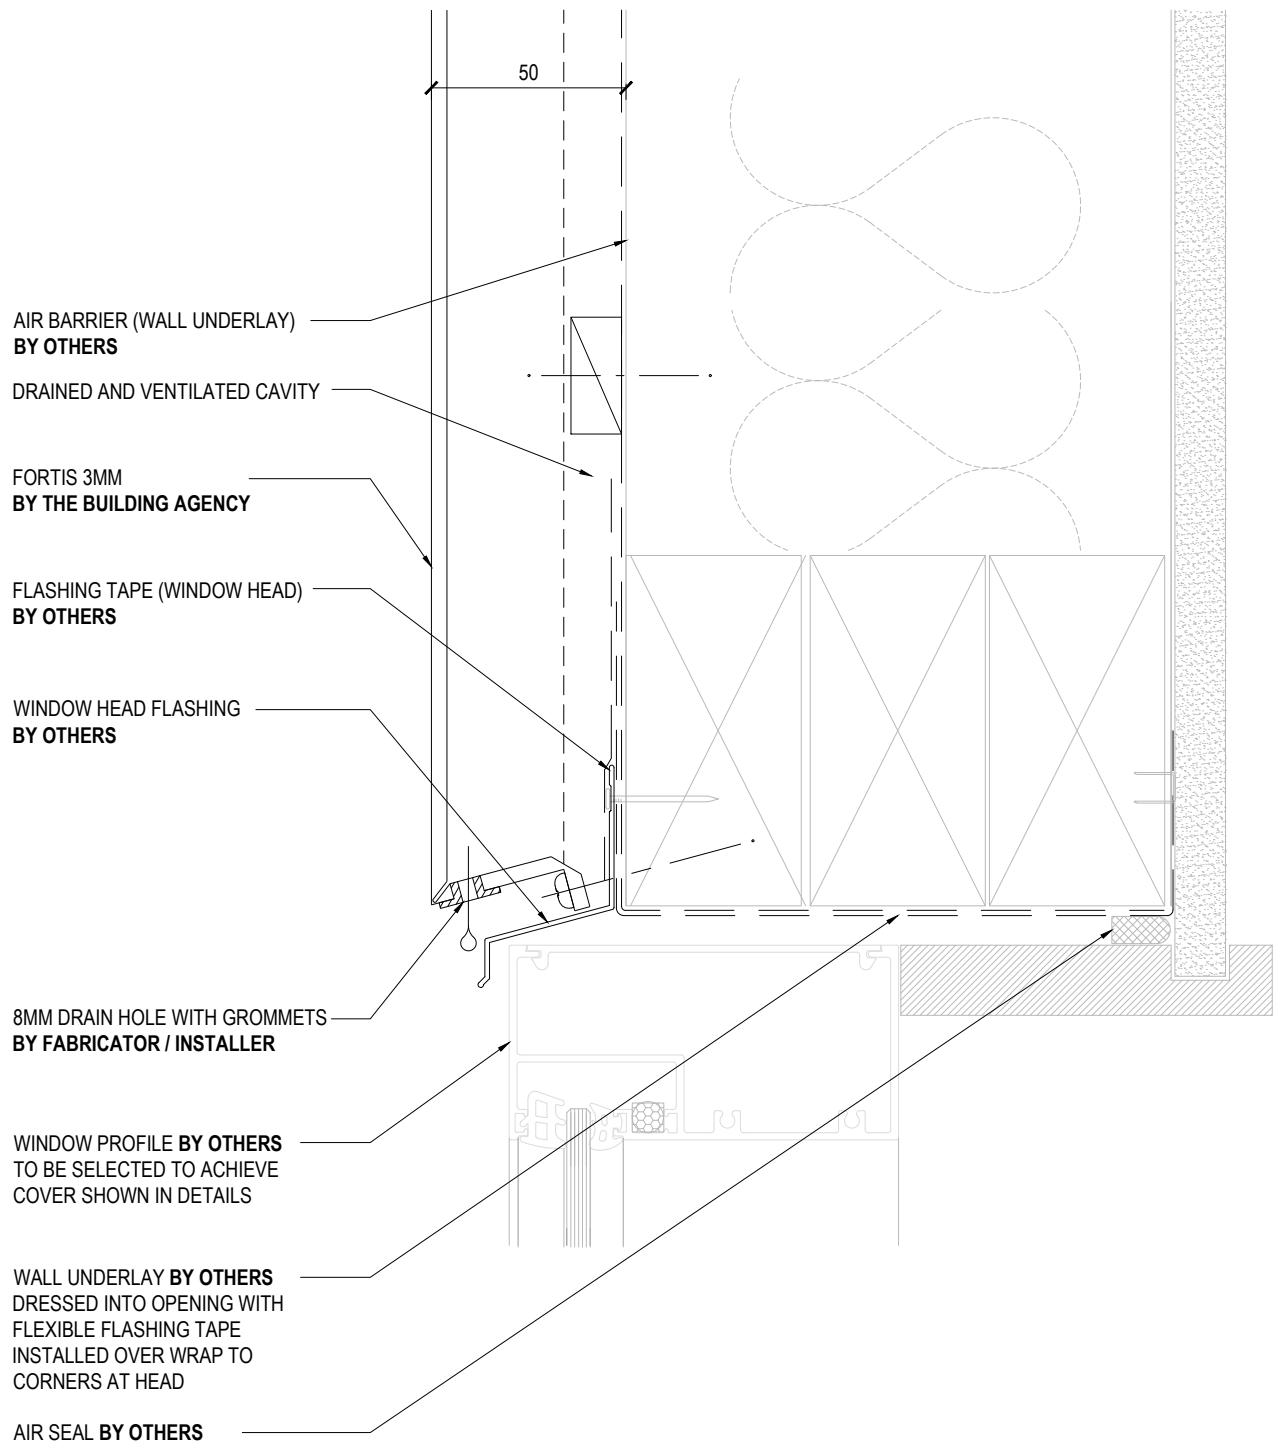 50
AIR BARRIER (WALL UNDERLAY)
BY OTHERS
DRAINED AND VENTILATED CAVITY
FORTIS 3MM
BY THE BUILDING AGENCY
FLASHING TAPE (WINDOW HEAD)
BY OTHERS
WINDOW HEAD FLASHING
BY OTHERS
8MM DRAIN HOLE WITH GROMMETS
BY FABRICATOR / INSTALLER
WINDOW PROFILE BY OTHERS
TO BE SELECTED TO ACHIEVE
COVER SHOWN IN DETAILS
WALL UNDERLAY BY OTHERS
DRESSED INTO OPENING WITH
FLEXIBLE FLASHING TAPE
INSTALLED OVER WRAP TO
CORNERS AT HEAD
AIR SEAL BY OTHERS